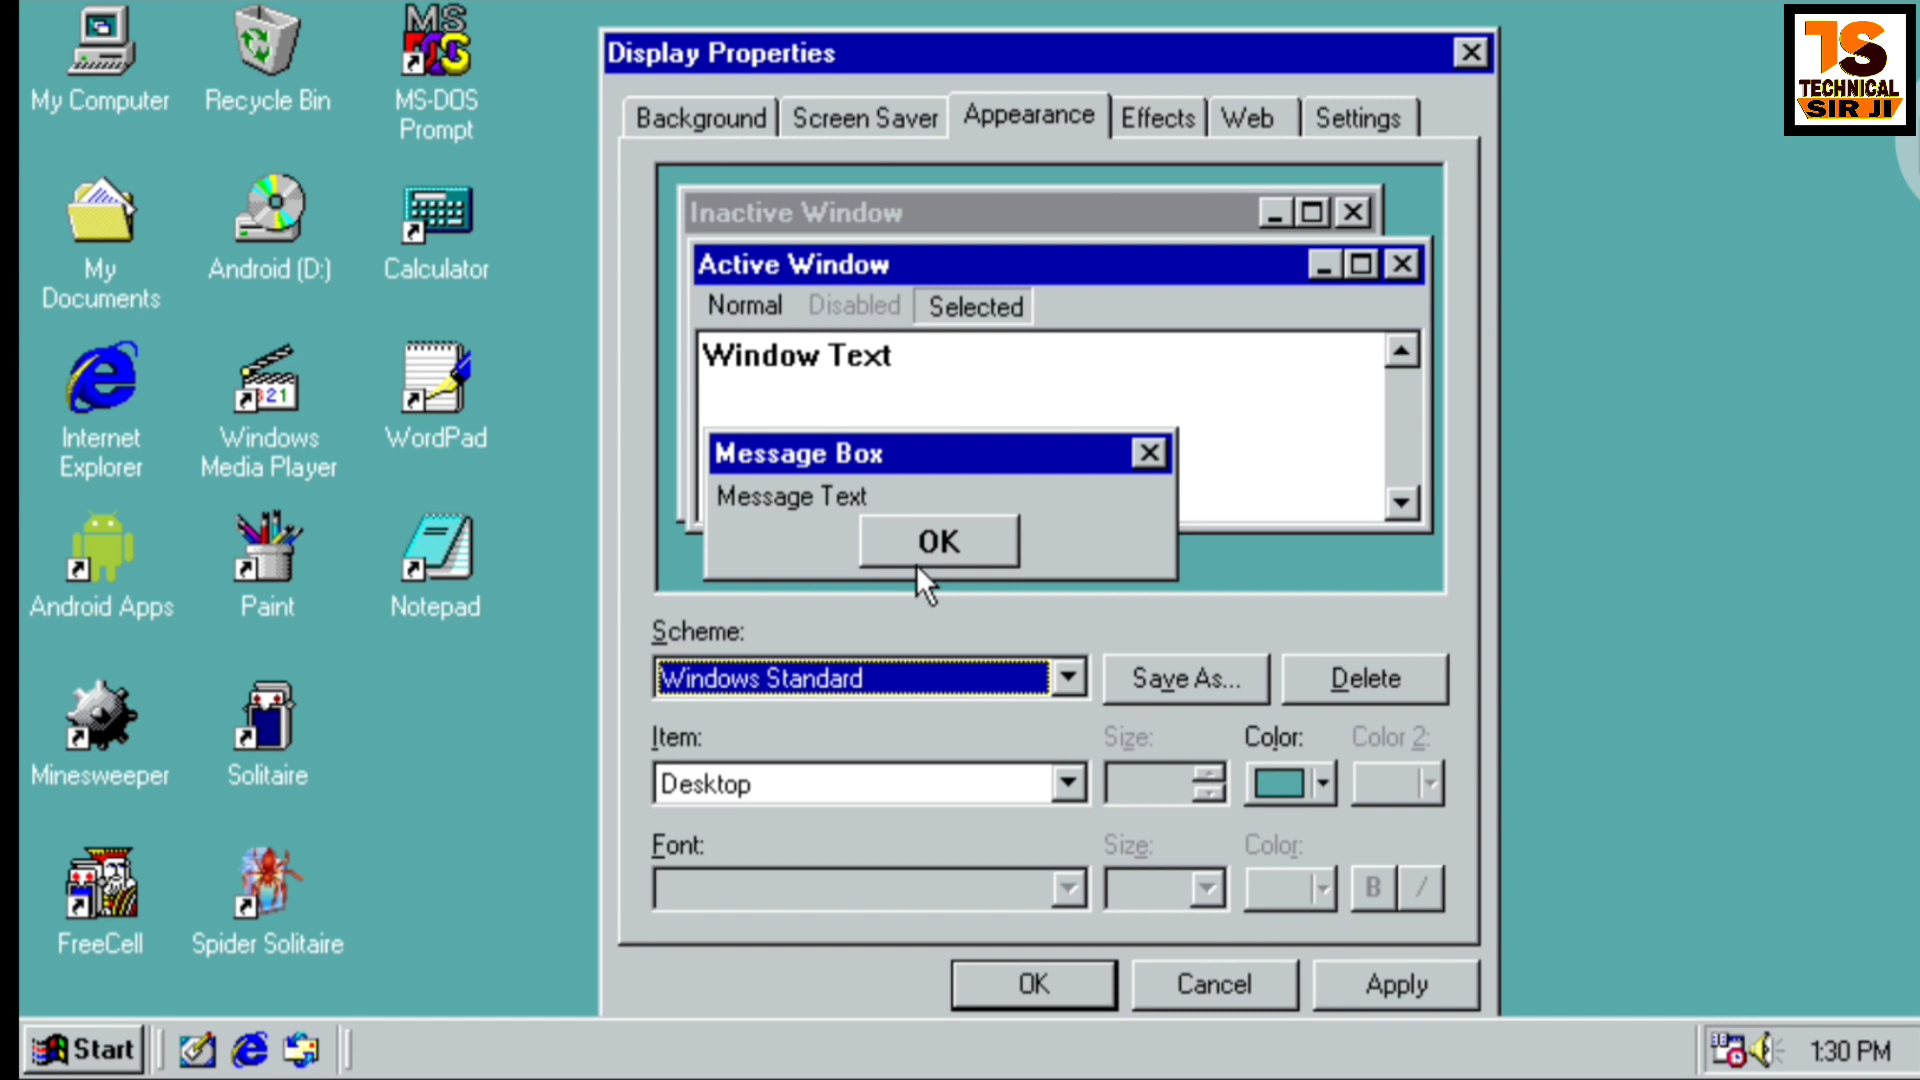 My Computer
Recycle Bin
MS-DOS
Prompt
My
Documents
Android (D:)
Calculator
Internet
Explorer
Windows
Media Player
WordPad
Android Apps
Paint
Notepad
Minesweeper
Solitaire
FreeCell
Spider Solitaire
Display Properties
Background
Screen Saver
Appearance
Effects
Web
Settings
Inactive Window
Active Window
Normal
Disabled
Selected
Window Text
Message Box
Message Text
OK
Scheme:
Windows Standard
Save As...
Delete
Item:
Size:
Color:
Color 2:
Desktop
Font:
Size:
Color:
B
/
OK
Cancel
Apply
TS
TECHNICAL
SIR JI
Start
1:30 PM